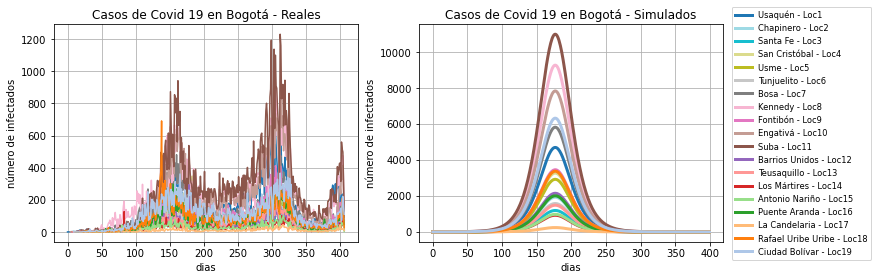 Casos de Covid 19 en Bogotá - Reales
número de infectados
1200
1000
800
600
400
200
0
0 50 100 150 200 250 300 350 400
dias
Casos de Covid 19 en Bogotá - Simulados
número de infectados
10000
8000
6000
4000
2000
0
0 50 100 150 200 250 300 350 400
dias
Usaquén - Loc1
Chapinero - Loc2
Santa Fe - Loc3
San Cristóbal - Loc4
Usme - Loc5
Tunjuelito - Loc6
Bosa - Loc7
Kennedy - Loc8
Fontibón - Loc9
Engativá - Loc10
Suba - Loc11
Barrios Unidos - Loc12
Teusaquillo - Loc13
Los Mártires - Loc14
Antonio Nariño - Loc15
Puente Aranda - Loc16
La Candelaria - Loc17
Rafael Uribe Uribe - Loc18
Ciudad Bolívar - Loc19